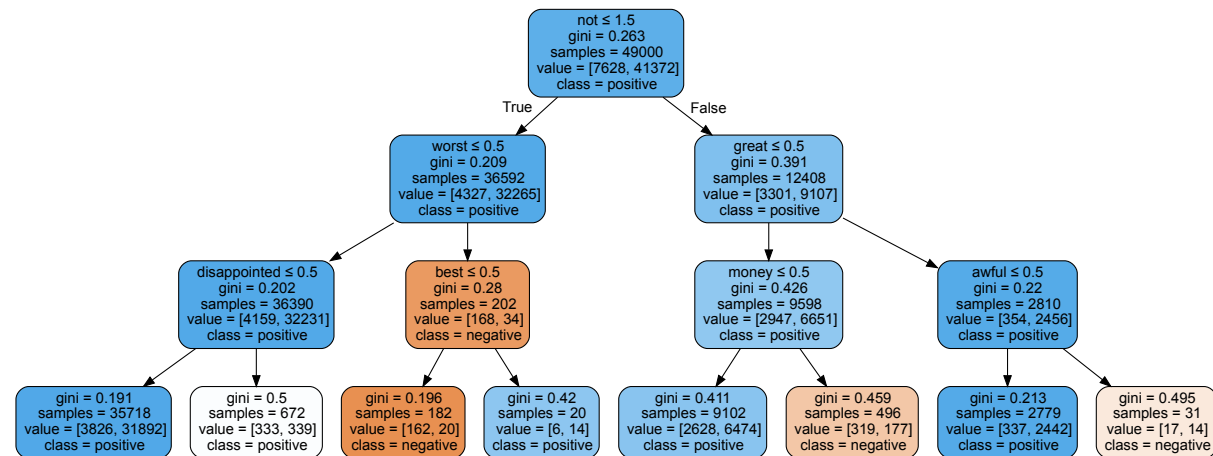 not ≤ 1.5
gini = 0.263
samples = 49000
value = [7628, 41372]
class = positive
True
False
worst ≤ 0.5
gini = 0.209
samples = 36592
value = [4327, 32265]
class = positive
great ≤ 0.5
gini = 0.391
samples = 12408
value = [3301, 9107]
class = positive
disappointed ≤ 0.5
gini = 0.202
samples = 36390
value = [4159, 32231]
class = positive
best ≤ 0.5
gini = 0.28
samples = 202
value = [168, 34]
class = negative
money ≤ 0.5
gini = 0.426
samples = 9598
value = [2947, 6651]
class = positive
awful ≤ 0.5
gini = 0.22
samples = 2810
value = [354, 2456]
class = positive
gini = 0.191
samples = 35718
value = [3826, 31892]
class = positive
gini = 0.5
samples = 672
value = [333, 339]
class = positive
gini = 0.196
samples = 182
value = [162, 20]
class = negative
gini = 0.42
samples = 20
value = [6, 14]
class = positive
gini = 0.411
samples = 9102
value = [2628, 6474]
class = positive
gini = 0.459
samples = 496
value = [319, 177]
class = negative
gini = 0.213
samples = 2779
value = [337, 2442]
class = positive
gini = 0.495
samples = 31
value = [17, 14]
class = negative